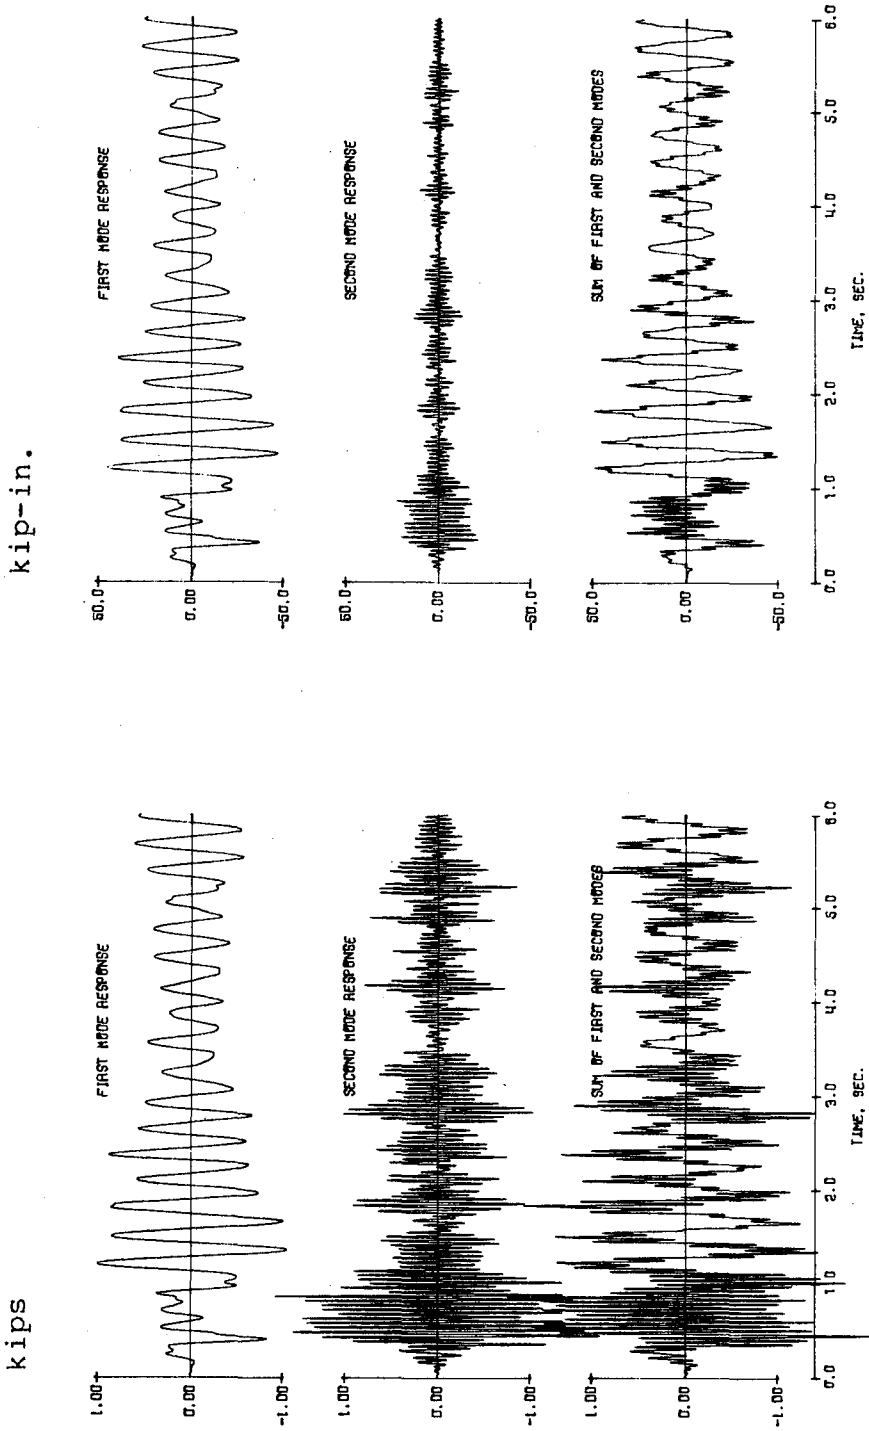 kips
FIRST MODE RESPONSE
1.00
0.00
-1.00
SECOND MODE RESPONSE
1.00
0.00
-1.00
SUM OF FIRST AND SECOND MODES
1.00
0.00
-1.00
0.0 1.0 2.0 3.0 4.0 5.0 6.0
TIME, SEC.
kip-in.
FIRST MODE RESPONSE
50.0
0.00
-50.0
SECOND MODE RESPONSE
50.0
0.00
-50.0
SUM OF FIRST AND SECOND MODES
50.0
0.00
-50.0
0.0 1.0 2.0 3.0 4.0 5.0 6.0
TIME, SEC.